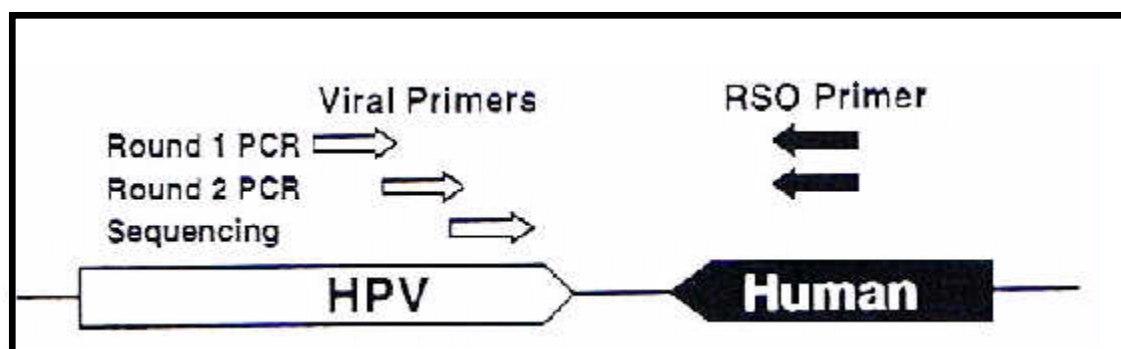 Viral Primers RSO Primer
Round 1 PCR
Round 2 PCR
Sequencing
HPV Human